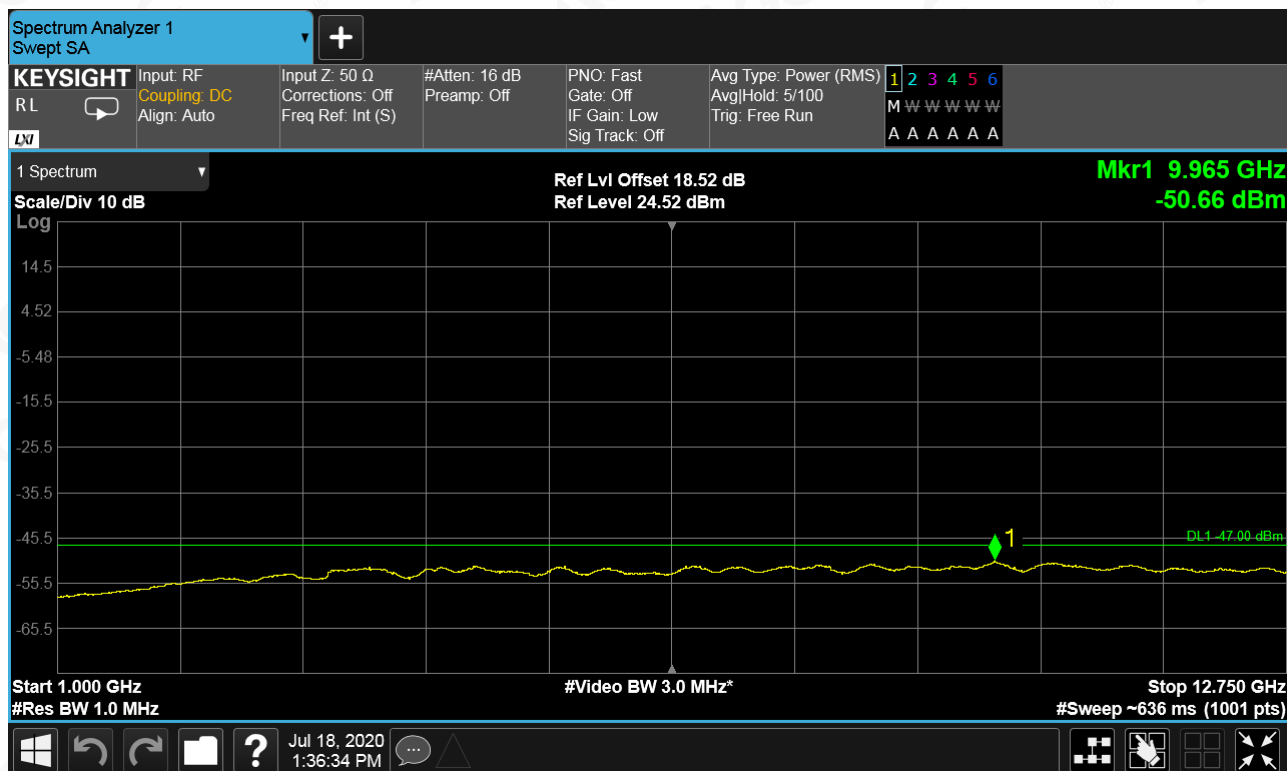 Spectrum Analyzer 1
Swept SA
+
KEYSIGHT
RL
LXI
Input: RF
Coupling: DC
Align: Auto
Input Z: 50 Ω
Corrections: Off
Freq Ref: Int (S)
#Atten: 16 dB
Preamp: Off
PNO: Fast
Gate: Off
IF Gain: Low
Sig Track: Off
Avg Type: Power (RMS)
Avg|Hold: 5/100
Trig: Free Run
1 2 3 4 5 6
M W W W W W
A A A A A A
1 Spectrum
Scale/Div 10 dB
Log
Ref Lvl Offset 18.52 dB
Ref Level 24.52 dBm
Mkr1 9.965 GHz
-50.66 dBm
14.5
4.52
-5.48
-15.5
-25.5
-35.5
-45.5
-55.5
-65.5
1
DL1 -47.00 dBm
Start 1.000 GHz
#Res BW 1.0 MHz
#Video BW 3.0 MHz*
Stop 12.750 GHz
#Sweep ~636 ms (1001 pts)
?
Jul 18, 2020
1:36:34 PM